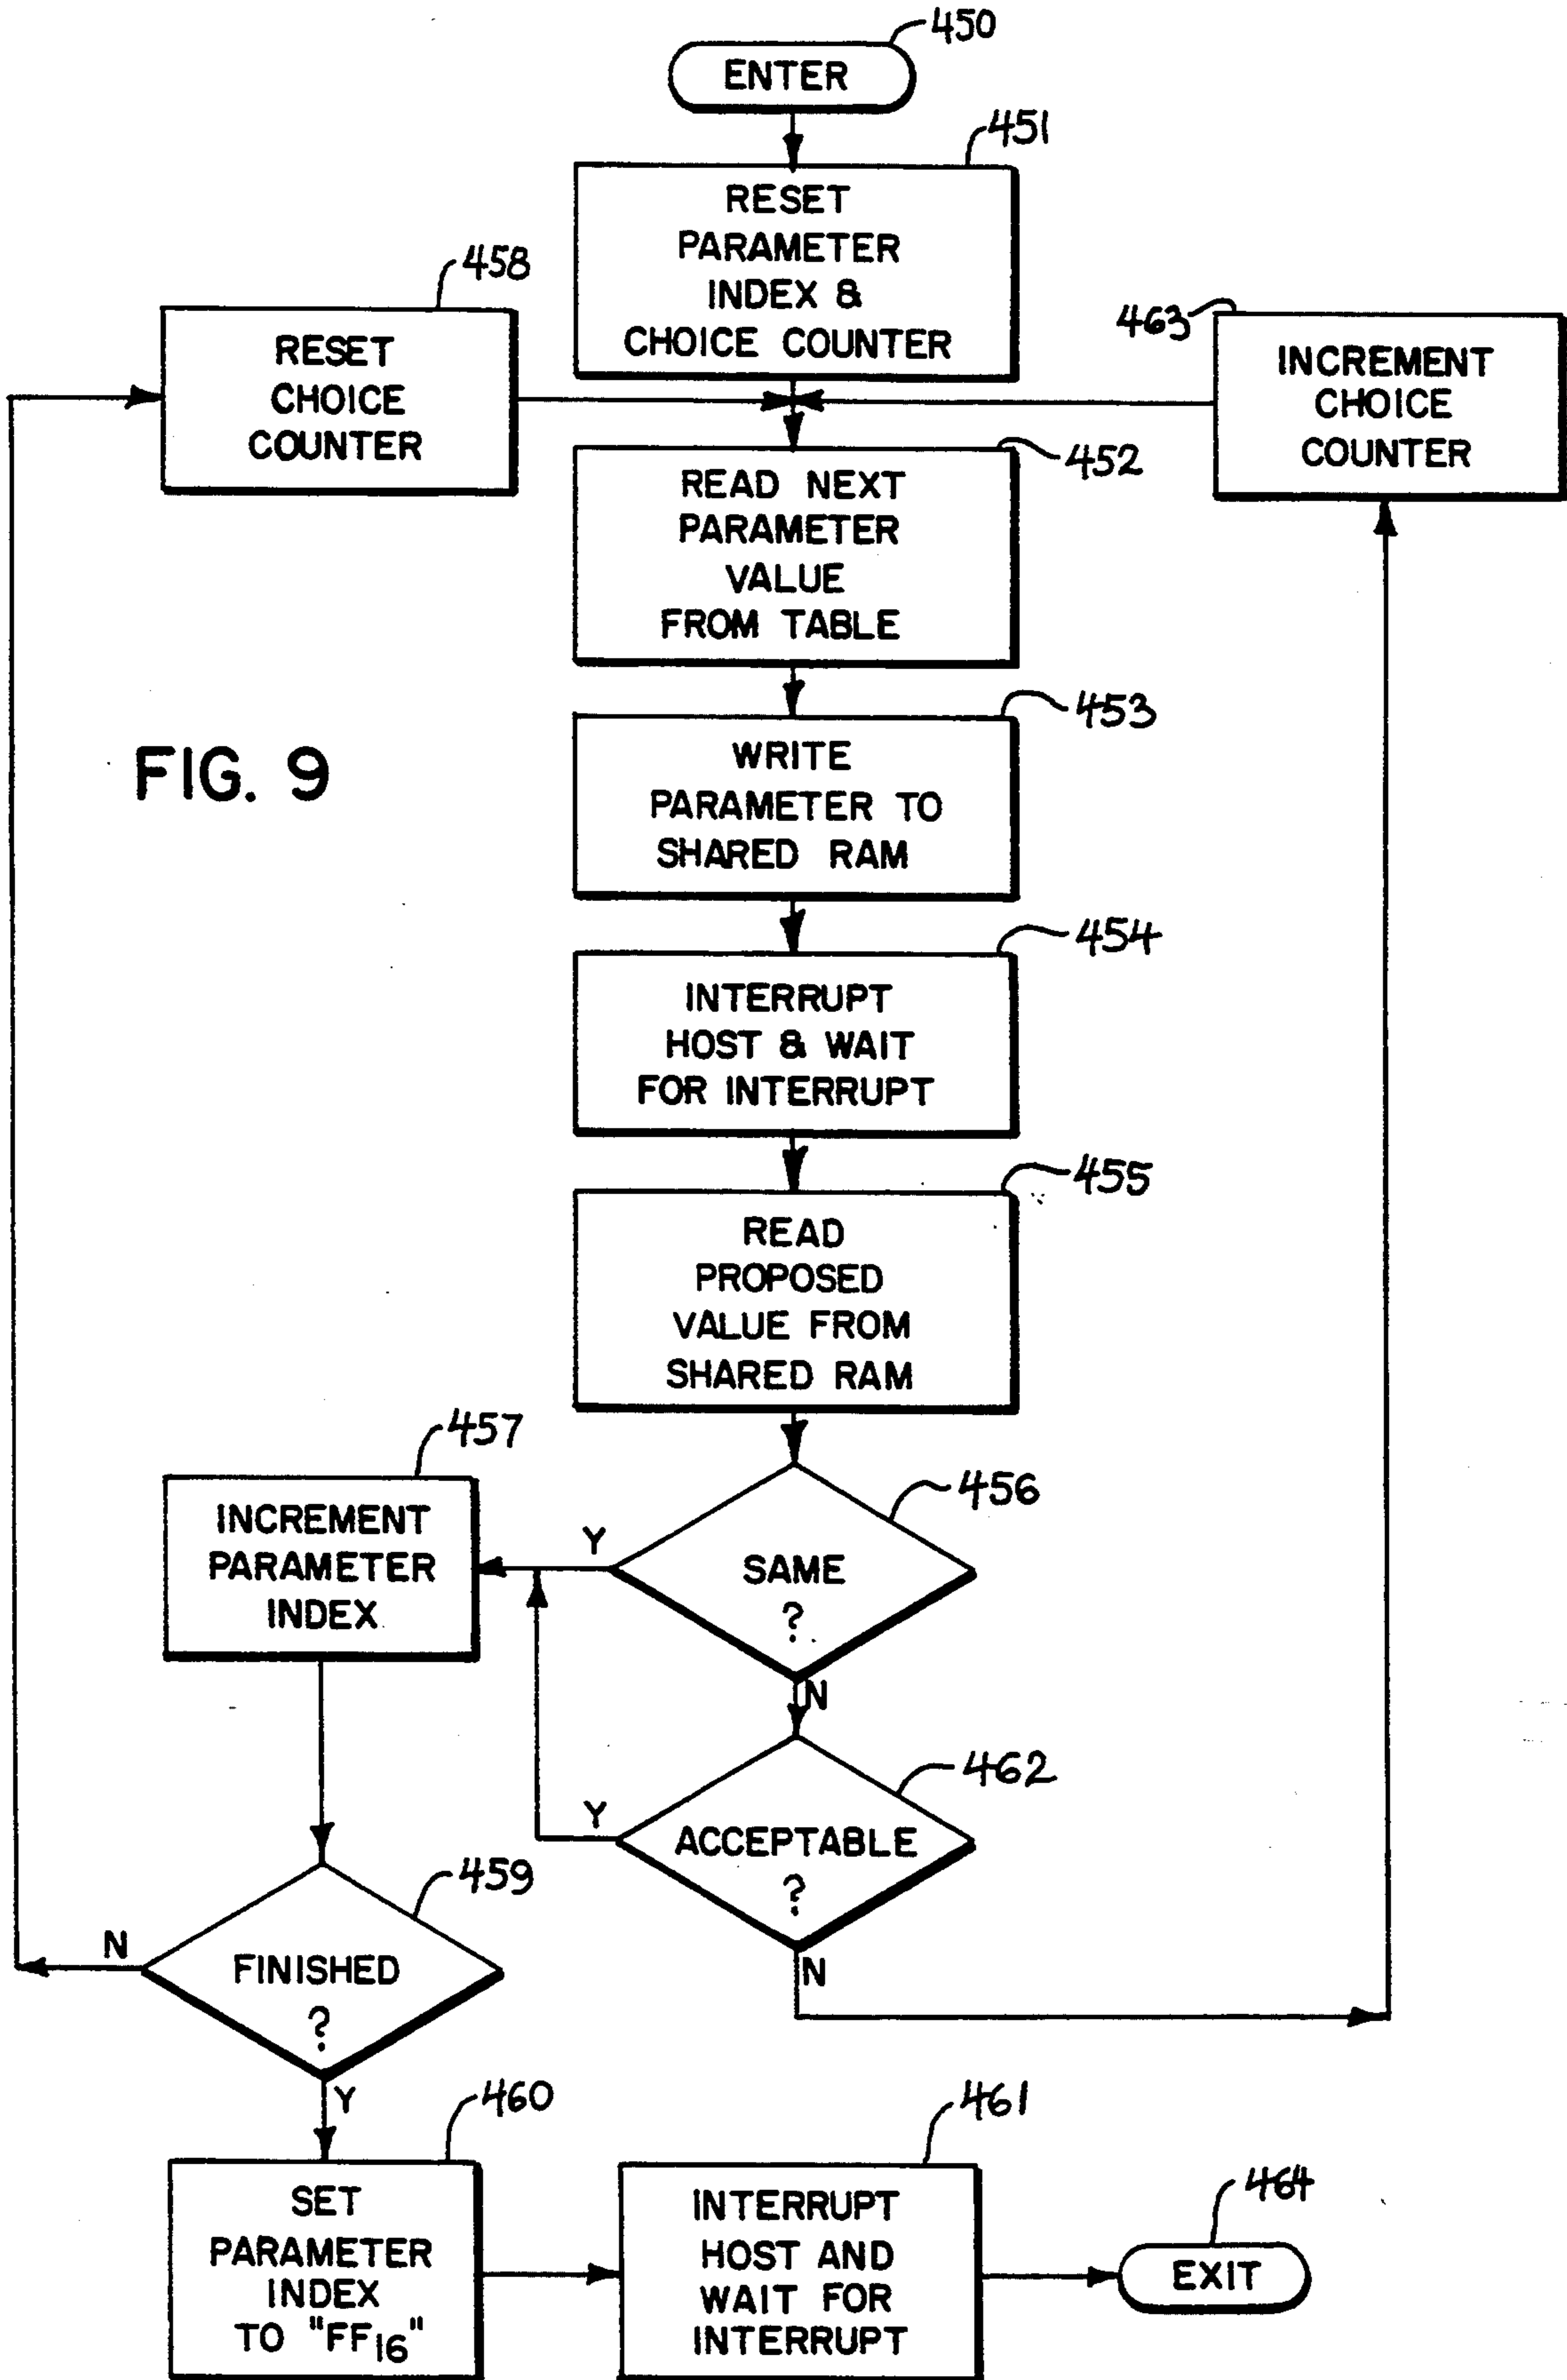 450
ENTER
451
RESET
PARAMETER
INDEX &
CHOICE COUNTER
458
RESET
CHOICE
COUNTER
463
INCREMENT
CHOICE
COUNTER
452
READ NEXT
PARAMETER
VALUE
FROM TABLE
FIG. 9
453
WRITE
PARAMETER TO
SHARED RAM
454
INTERRUPT
HOST & WAIT
FOR INTERRUPT
455
READ
PROPOSED
VALUE FROM
SHARED RAM
457
INCREMENT
PARAMETER
INDEX
456
Y
SAME
?
N
462
Y
ACCEPTABLE
?
N
459
N
FINISHED
?
Y
460
SET
PARAMETER
INDEX
TO "FF₁₆"
461
INTERRUPT
HOST AND
WAIT FOR
INTERRUPT
464
EXIT